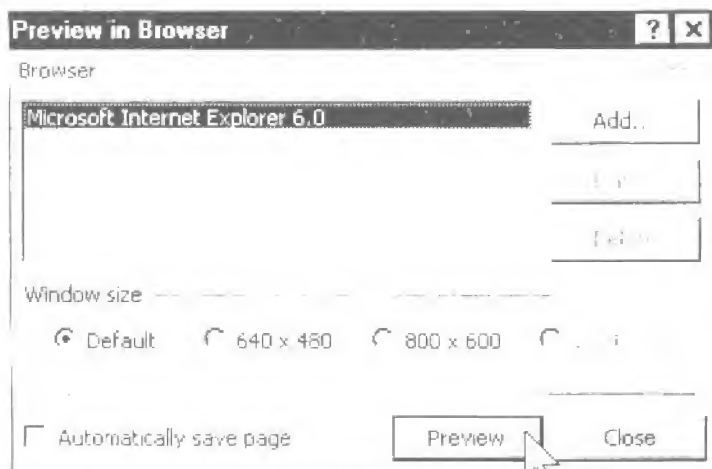 Preview in Browser
Browser
Microsoft Internet Explorer 6.0
Add...
Window size
Default 640 x 480 800 x 600
Automatically save page Preview Close